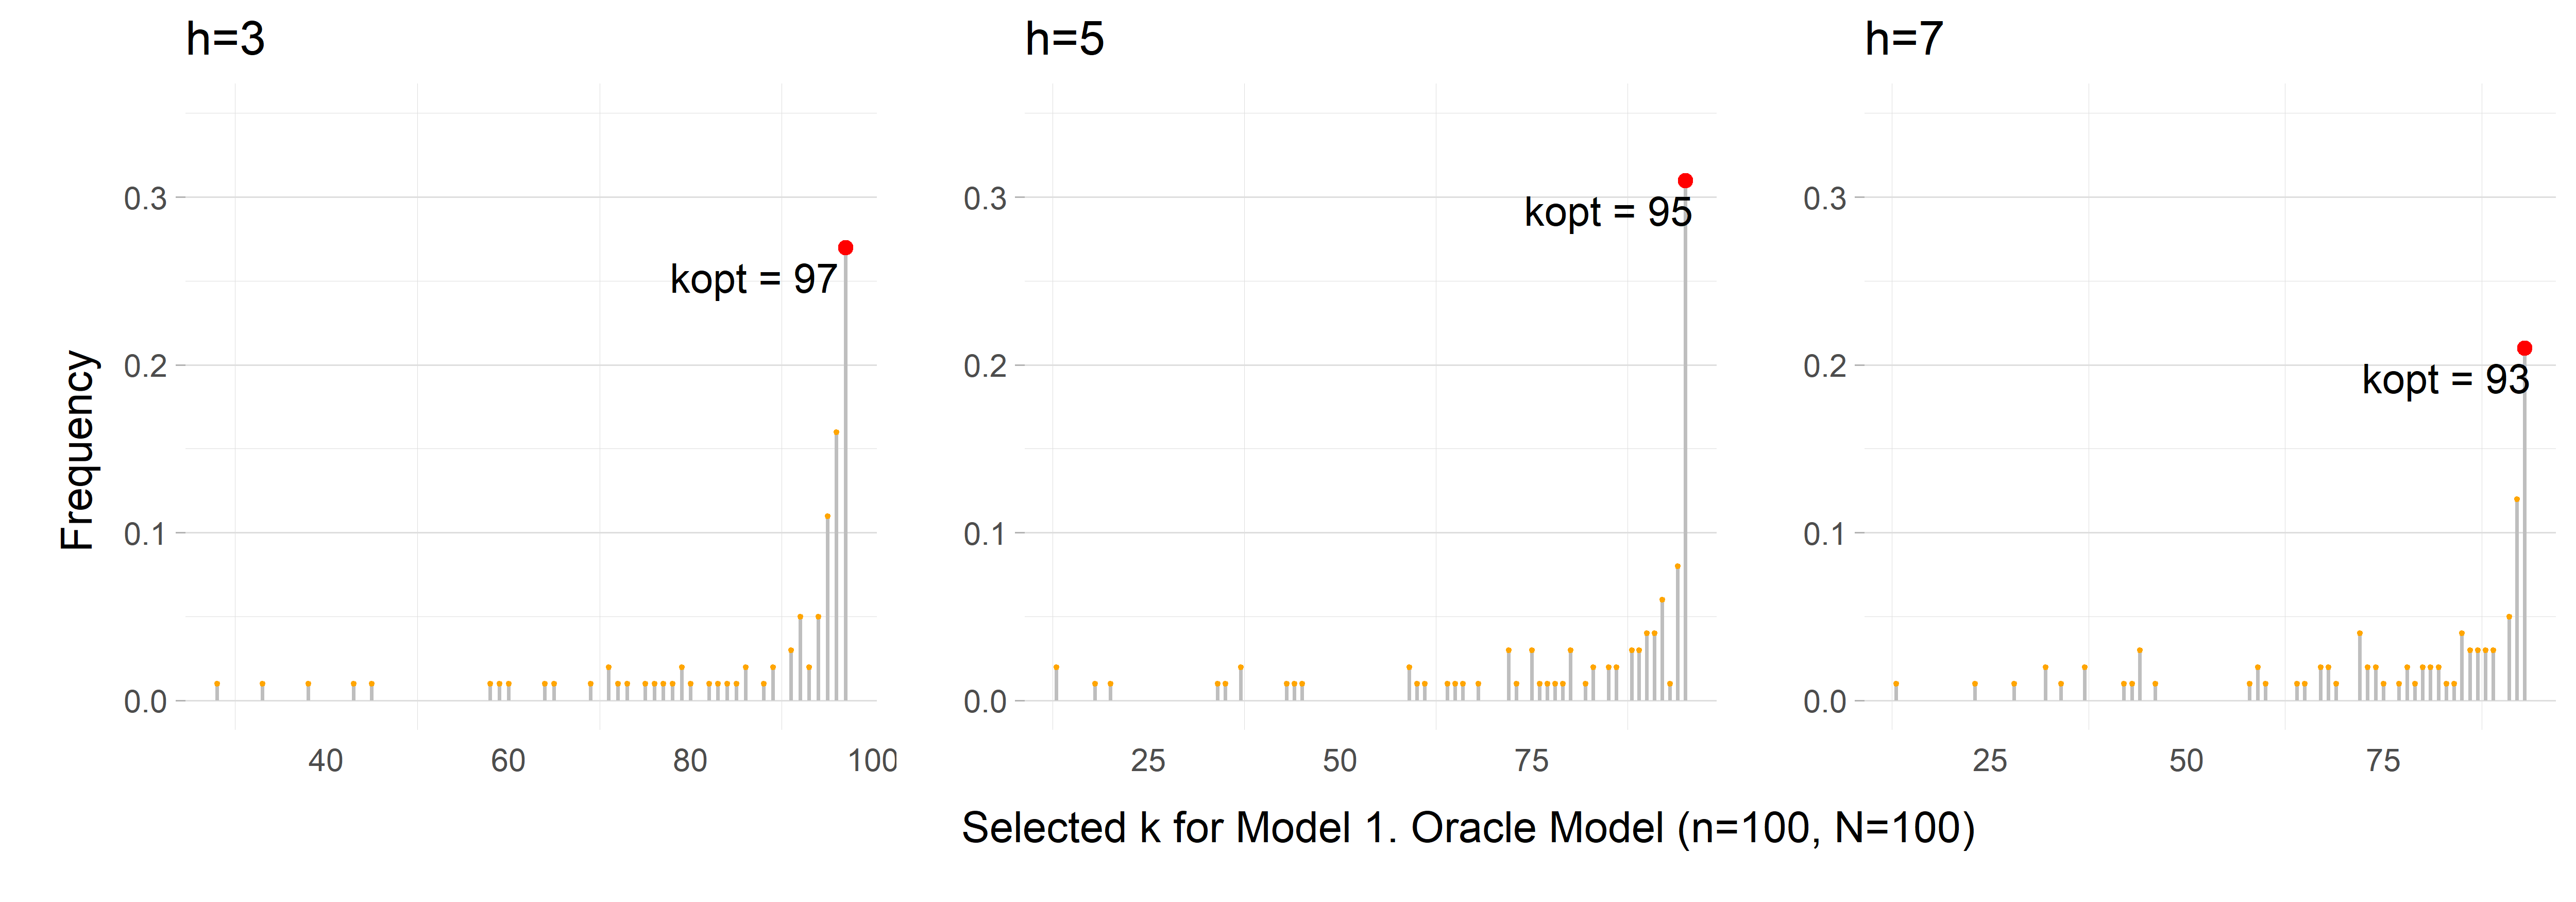 h=3
h=5
h=7
Frequency
0.3
0.2
0.1
0.0
kopt = 97
40 60 80 100
0.3
0.2
0.1
0.0
kopt = 95
25 50 75
0.3
0.2
0.1
0.0
kopt = 93
25 50 75
Selected k for Model 1. Oracle Model (n=100, N=100)